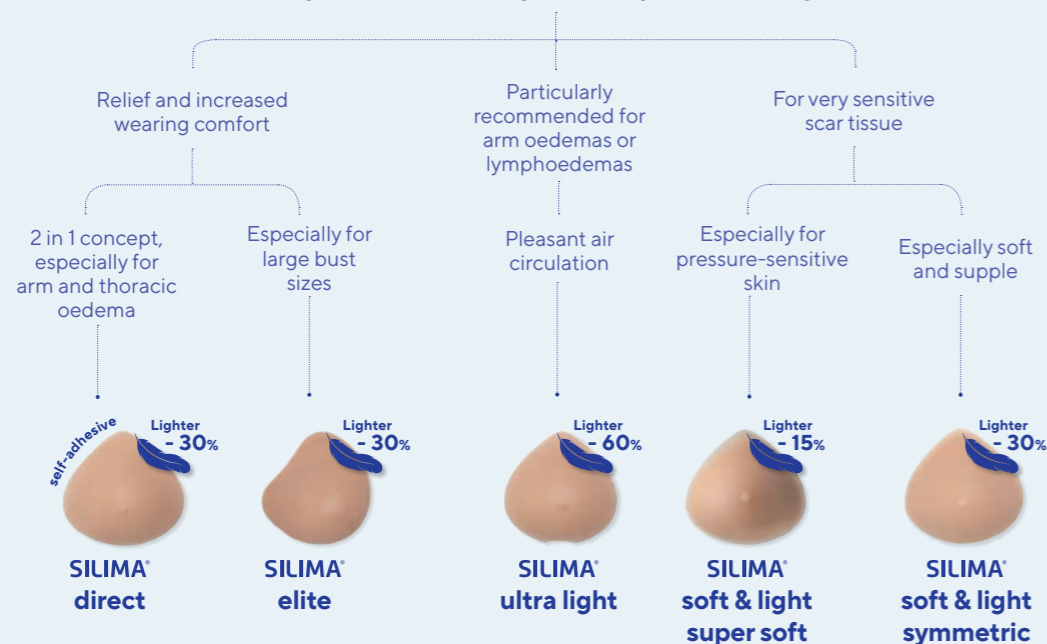 Relief and increased
wearing comfort
Particularly
recommended for
arm oedemas or
lymphoedemas
For very sensitive
scar tissue
2 in 1 concept,
especially for
arm and thoracic
oedema
Especially for
large bust
sizes
Pleasant air
circulation
Especially for
pressure-sensitive
skin
Especially soft
and supple
self-adhesive
Lighter
- 30%
Lighter
- 30%
Lighter
- 60%
Lighter
- 15%
Lighter
- 30%
SILIMA®
direct
SILIMA®
elite
SILIMA®
ultra light
SILIMA®
soft & light
super soft
SILIMA®
soft & light
symmetric